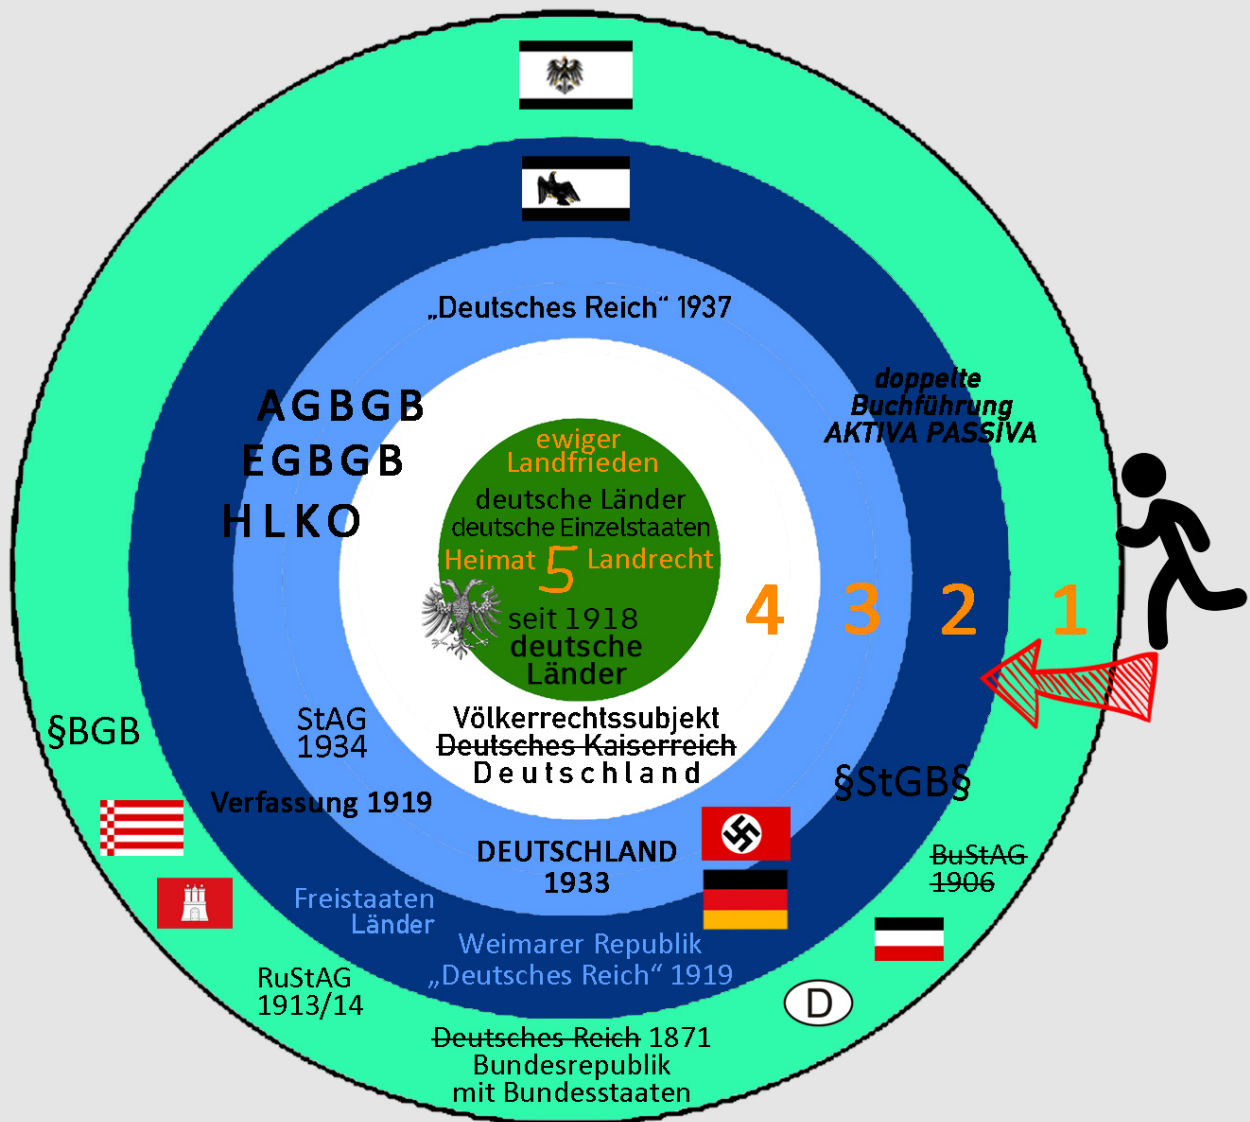 „Deutsches Reich“ 1937
doppelte
Buchführung
AKTIVA PASSIVA
AGBGB
EGBGB
HLKO
ewiger
Landfrieden
deutsche Länder
deutsche Einzelstaaten
Heimat 5 Landrecht
seit 1918
deutsche
Länder
4 3 2 1
Völkerrechtssubjekt
Deutsches Kaiserreich
Deutschland
StAG
1934
§BGB
§StGB§
Verfassung 1919
DEUTSCHLAND
1933
BuStAG
1906
Freistaaten
Länder
Weimarer Republik
„Deutsches Reich“ 1919
RuStAG
1913/14
D
Deutsches Reich 1871
Bundesrepublik
mit Bundesstaaten